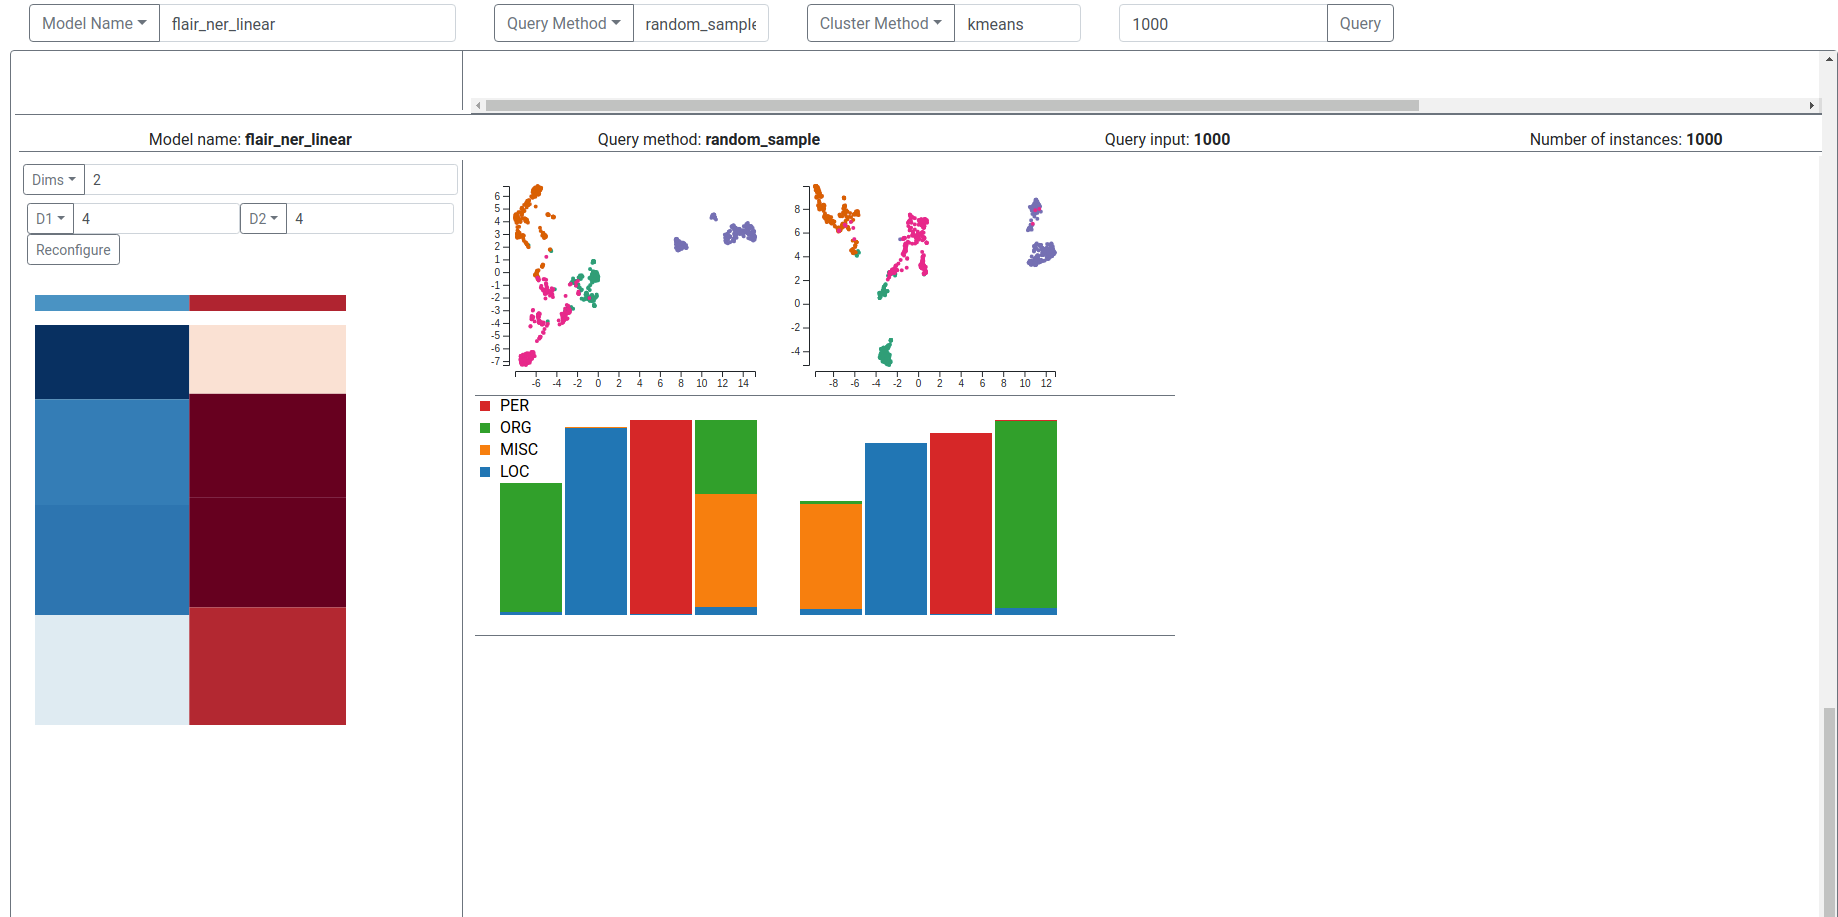 Model Name flair_ner_linear Query Method random_sample Cluster Method kmeans 1000 Query
Model name: flair_ner_linear Query method: random_sample Query input: 1000 Number of instances: 1000
Dims 2
D1 4 D2 4
Reconfigure
6
5
4
3
2
1
0
-1
-2
-3
-4
-5
-6
-7
-6 -4 -2 0 2 4 6 8 10 12 14
8
6
4
2
0
-2
-4
-8 -6 -4 -2 0 2 4 6 8 10 12
PER
ORG
MISC
LOC